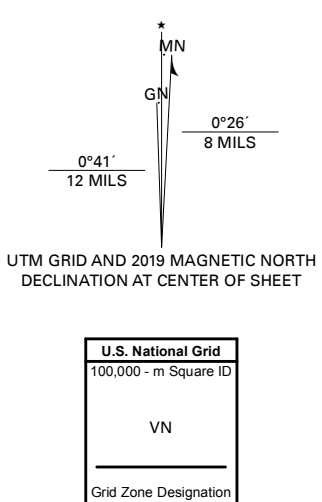 ★
MN
GN
0°26´
8 MILS
0°41´
12 MILS
UTM GRID AND 2019 MAGNETIC NORTH
DECLINATION AT CENTER OF SHEET
U.S. National Grid
100,000 - m Square ID
VN
Grid Zone Designation